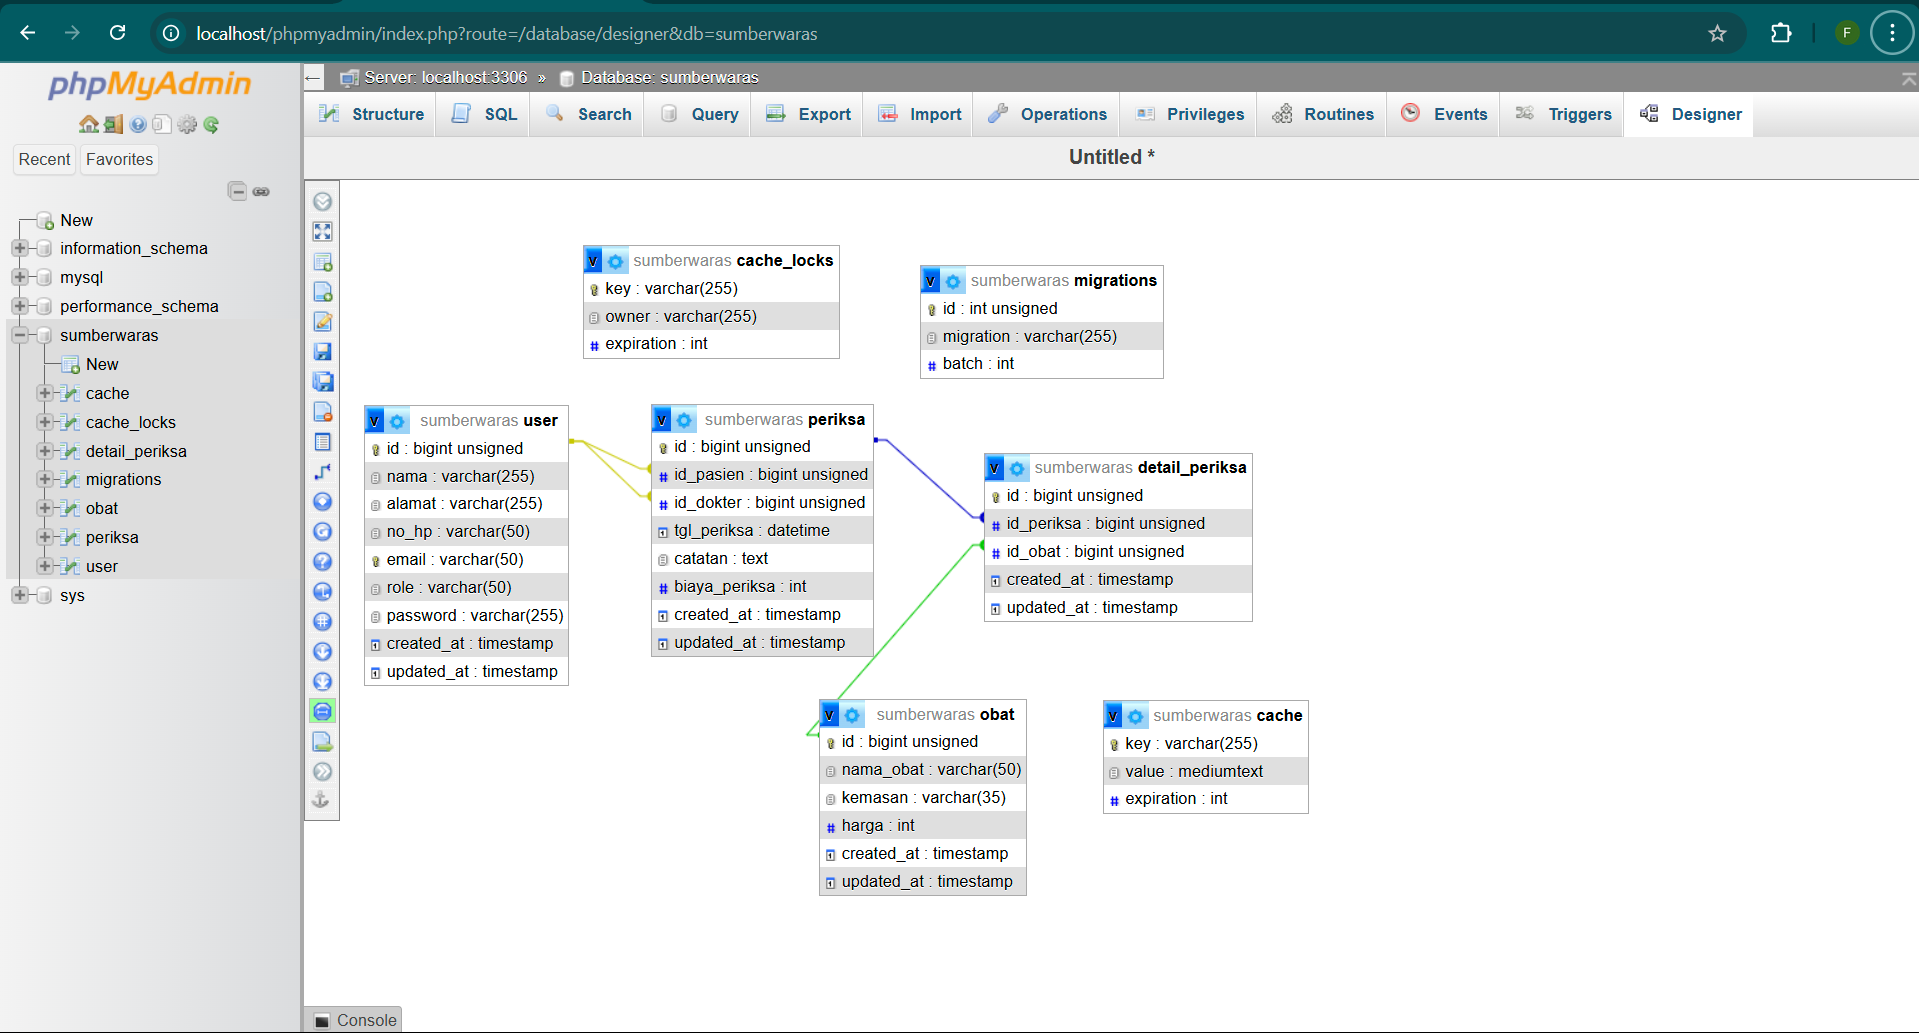 localhost/phpmyadmin/index.php?route=/database/designer&db=sumberwaras
F
phpMyAdmin
Recent
Favorites
New
information_schema
mysql
performance_schema
sumberwaras
New
cache
cache_locks
detail_periksa
migrations
obat
periksa
user
sys
Server: localhost:3306 » Database: sumberwaras
Structure
SQL
Search
Query
Export
Import
Operations
Privileges
Routines
Events
Triggers
Designer
Untitled *
v sumberwaras cache_locks
key : varchar(255)
owner : varchar(255)
# expiration : int
v sumberwaras migrations
id : int unsigned
migration : varchar(255)
# batch : int
v sumberwaras user
id : bigint unsigned
nama : varchar(255)
alamat : varchar(255)
no_hp : varchar(50)
email : varchar(50)
role : varchar(50)
password : varchar(255)
created_at : timestamp
updated_at : timestamp
v sumberwaras periksa
id : bigint unsigned
# id_pasien : bigint unsigned
# id_dokter : bigint unsigned
tgl_periksa : datetime
catatan : text
# biaya_periksa : int
created_at : timestamp
updated_at : timestamp
v sumberwaras detail_periksa
id : bigint unsigned
# id_periksa : bigint unsigned
# id_obat : bigint unsigned
created_at : timestamp
updated_at : timestamp
v sumberwaras obat
id : bigint unsigned
nama_obat : varchar(50)
kemasan : varchar(35)
# harga : int
created_at : timestamp
updated_at : timestamp
v sumberwaras cache
key : varchar(255)
value : mediumtext
# expiration : int
Console